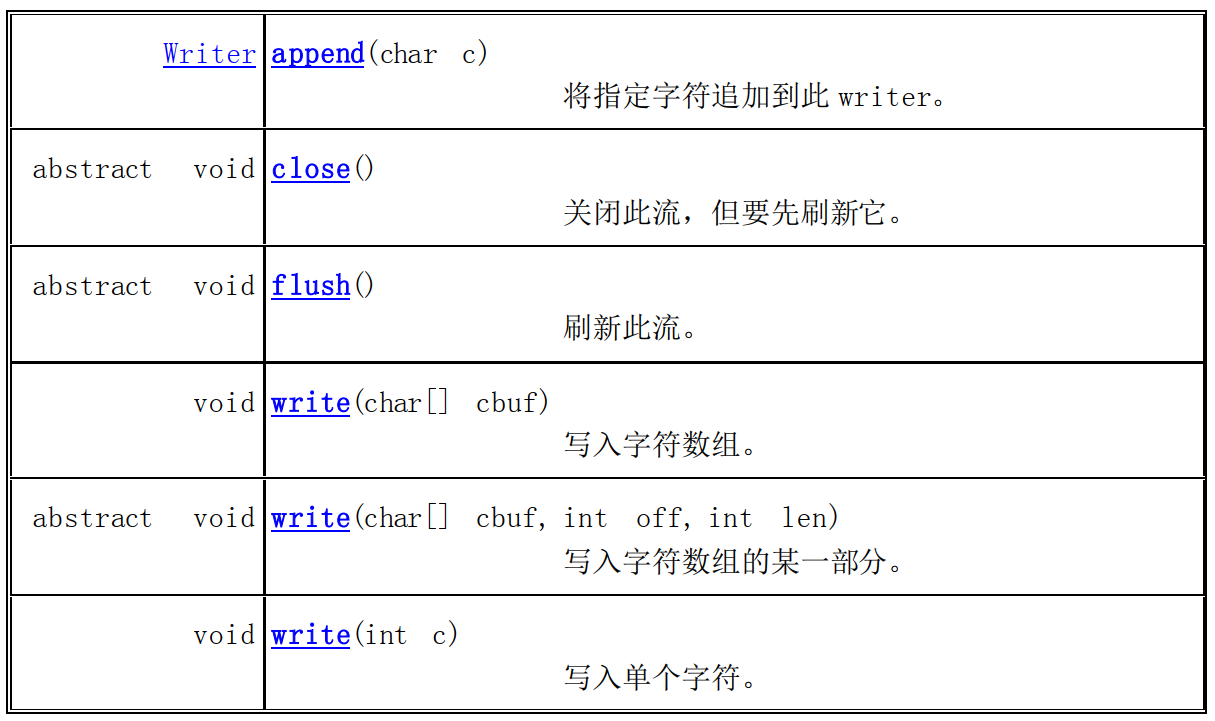 Writer append(char c)
将指定字符追加到此 writer。
abstract void close()
关闭此流，但要先刷新它。
abstract void flush()
刷新此流。
void write(char[] cbuf)
写入字符数组。
abstract void write(char[] cbuf, int off, int len)
写入字符数组的某一部分。
void write(int c)
写入单个字符。